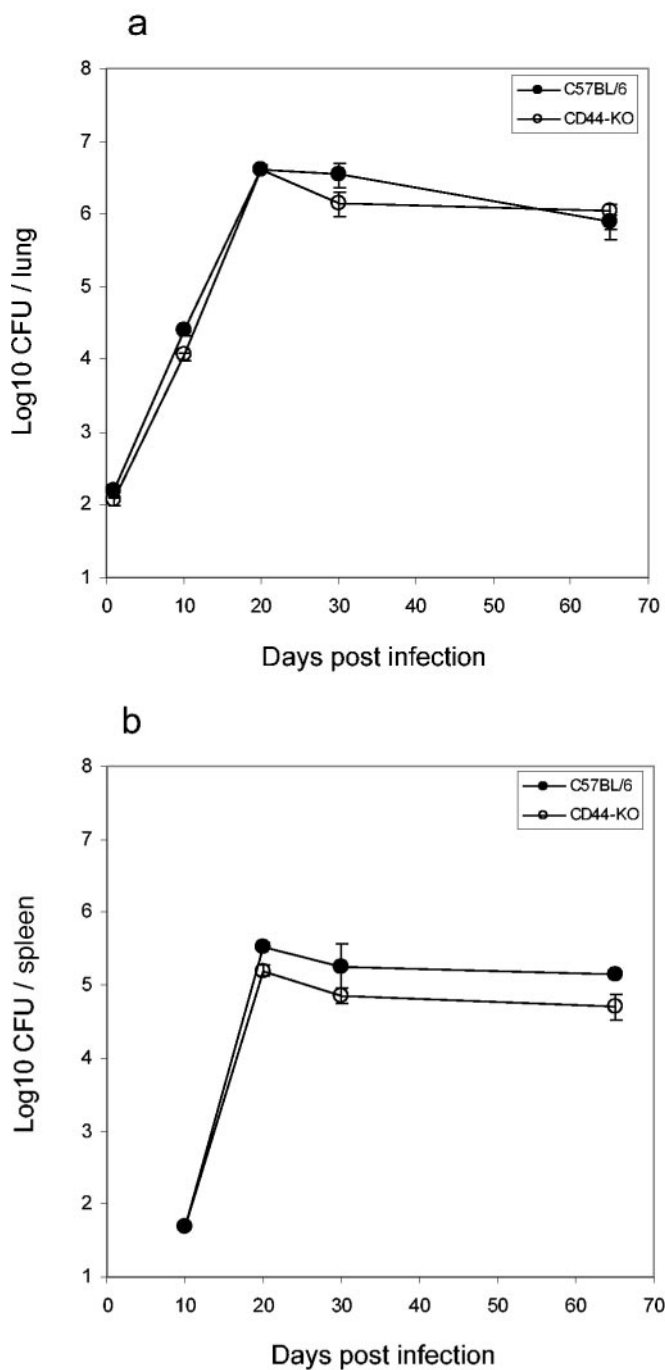 a
C57BL/6
CD44-KO
8
7
6
5
4
3
2
1
Log10 CFU / lung
0 10 20 30 40 50 60 70
Days post infection
b
C57BL/6
CD44-KO
8
7
6
5
4
3
2
1
Log10 CFU / spleen
0 10 20 30 40 50 60 70
Days post infection